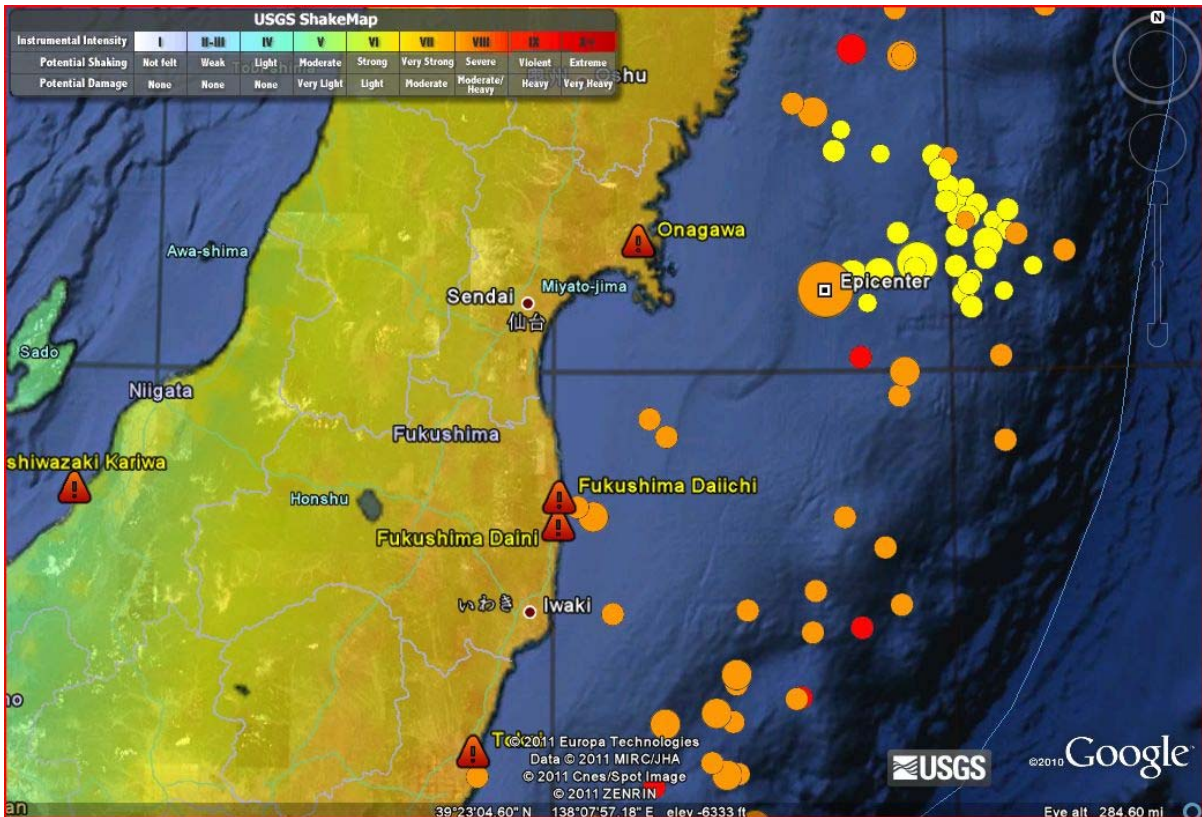 USGS ShakeMap
Instrumental Intensity I II-III IV V VI VII VIII IX X+
Potential Shaking Not felt Weak Light Moderate Strong Very Strong Severe Violent Extreme
Potential Damage None None None Very Light Light Moderate Moderate/Heavy Heavy Very Heavy
N
Oshu
Onagawa
Awa-shima
Epicenter
Sendai
Miyato-jima
仙台
Sado
Niigata
Fukushima
shiwazaki Kariwa
Fukushima Daiichi
Honshu
Fukushima Daini
いわき
Iwaki
Tokai
©2011 Europa Technologies
Data © 2011 MIRC/JHA
© 2011 Cnes/Spot Image
© 2011 ZENRIN
USGS
©2010 Google
39°23'04.60" N 138°07'57.18" E elev -6333 ft
Eye alt 284.60 mi